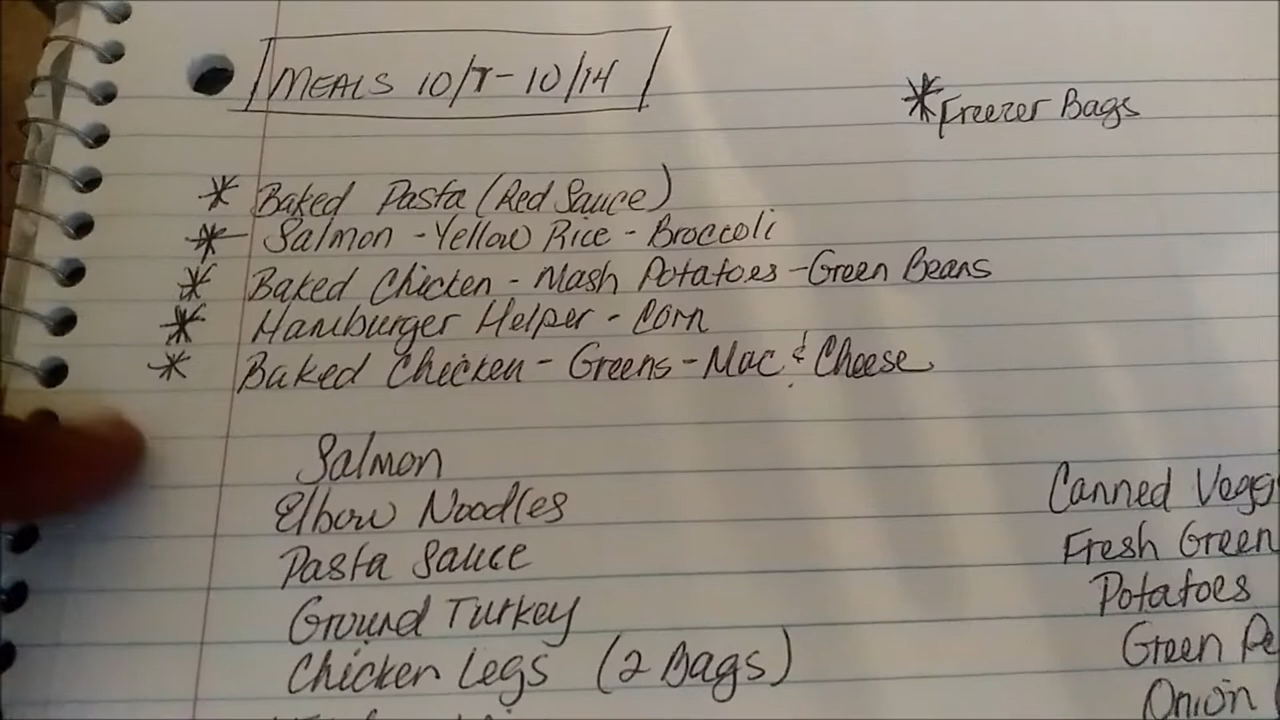 MEALS 10/7-10/14
*Freezer Bags
* Baked Pasta (Red Sauce)
* Salmon - Yellow Rice - Broccoli
* Baked Chicken - Mash Potatoes - Green Beans
* Hamburger Helper - Corn
* Baked Chicken - Greens - Mac & Cheese
Salmon
Elbow Noodles
Pasta Sauce
Ground Turkey
Chicken Legs (2 Bags)
Canned
Fresh Green
Potatoes
Green
Onion